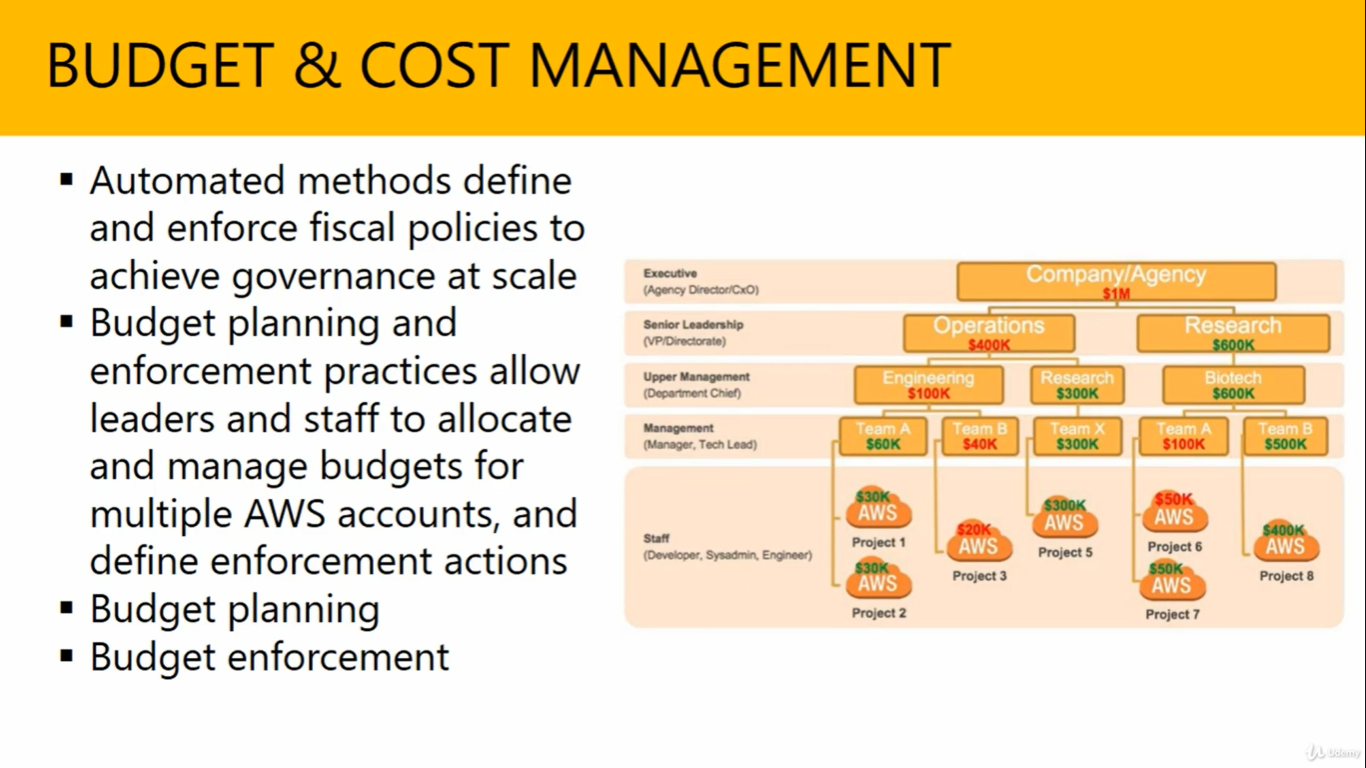 BUDGET & COST MANAGEMENT
▪ Automated methods define
and enforce fiscal policies to
achieve governance at scale
▪ Budget planning and
enforcement practices allow
leaders and staff to allocate
and manage budgets for
multiple AWS accounts, and
define enforcement actions
▪ Budget planning
▪ Budget enforcement
Executive
(Agency Director/CxO)
Company/Agency
$1M
Senior Leadership
(VP/Directorate)
Operations
$400K
Research
$600K
Upper Management
(Department Chief)
Engineering
$100K
Research
$300K
Biotech
$600K
Management
(Manager, Tech Lead)
Team A
$60K
Team B
$40K
Team X
$300K
Team A
$100K
Team B
$500K
Staff
(Developer, Sysadmin, Engineer)
$30K
AWS
Project 1
$30K
AWS
Project 2
$20K
AWS
Project 3
$300K
AWS
Project 5
$50K
AWS
Project 6
$50K
AWS
Project 7
$400K
AWS
Project 8
Udemy